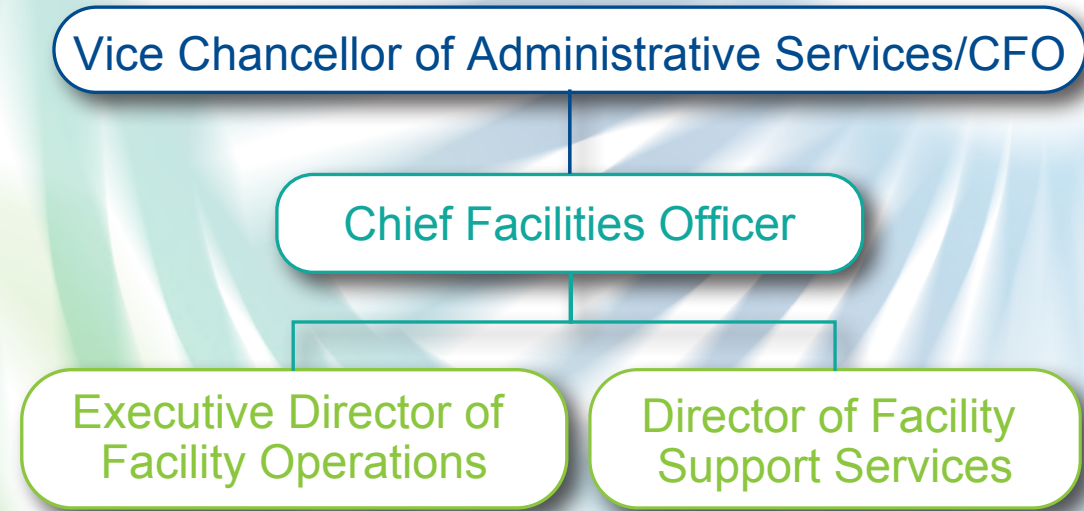 Vice Chancellor of Administrative Services/CFO
Chief Facilities Officer
Executive Director of
Facility Operations
Director of Facility
Support Services